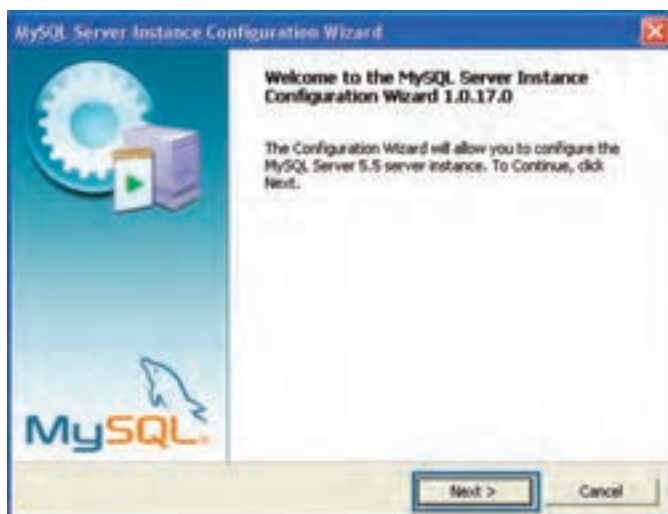 MySQL Server Instance Configuration Wizard
Welcome to the MySQL Server Instance
Configuration Wizard 1.0.17.0
The Configuration Wizard will allow you to configure the
MySQL Server 5.5 server instance. To Continue, click
Next.
MySQL.
Next >
Cancel